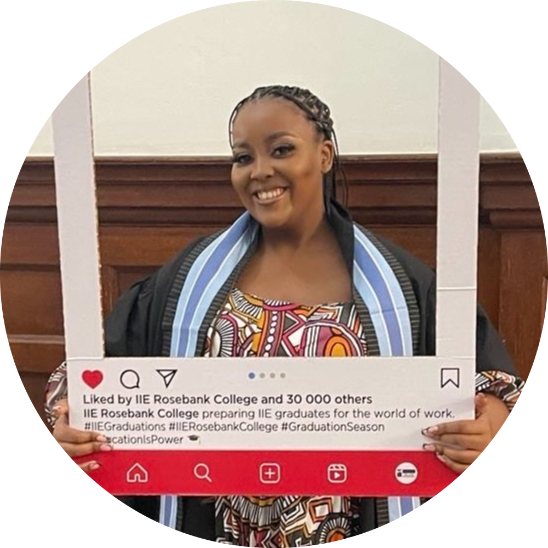 Liked by IIE Rosebank College and 30 000 others
IIE Rosebank College preparing IIE graduates for the world of work.
#IIEGraduations #IIERosebankCollege #GraduationSeason